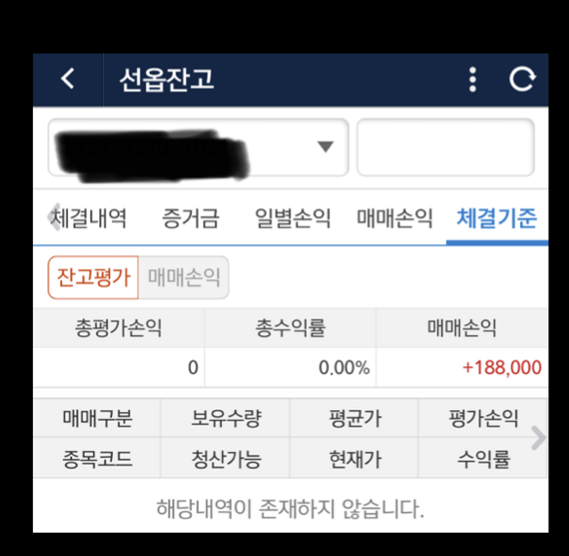 선옵잔고
체결내역 증거금 일별손익 매매손익 체결기준
잔고평가 매매손익
총평가손익 총수익률 매매손익
0 0.00% +188,000
매매구분 보유수량 평균가 평가손익
종목코드 청산가능 현재가 수익률
해당내역이 존재하지 않습니다.